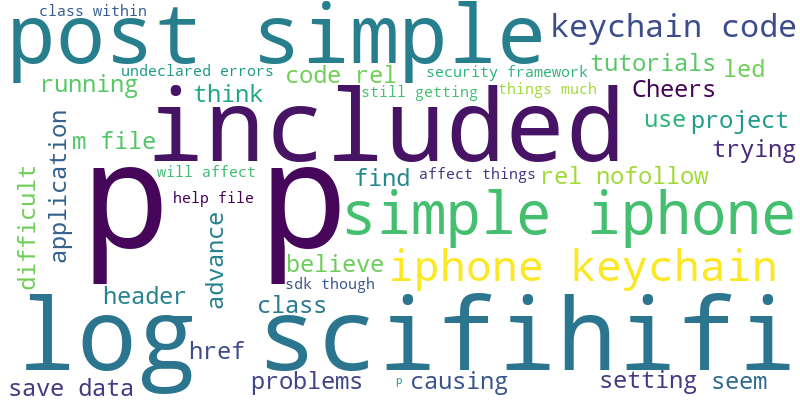 class within
post simple
keychain code
undeclared errors
code rel
security framework
tutorials
led
running
think
still getting
things much
Cheers
included
use
project
application
m file
trying
p p
will affect
find
affect things
rel nofollow
difficult
help file
simple iphone
advance
believe
iphone keychain
sdk though
header
class
log scifihifi
href
save data
problems
p
causing
setting
seem